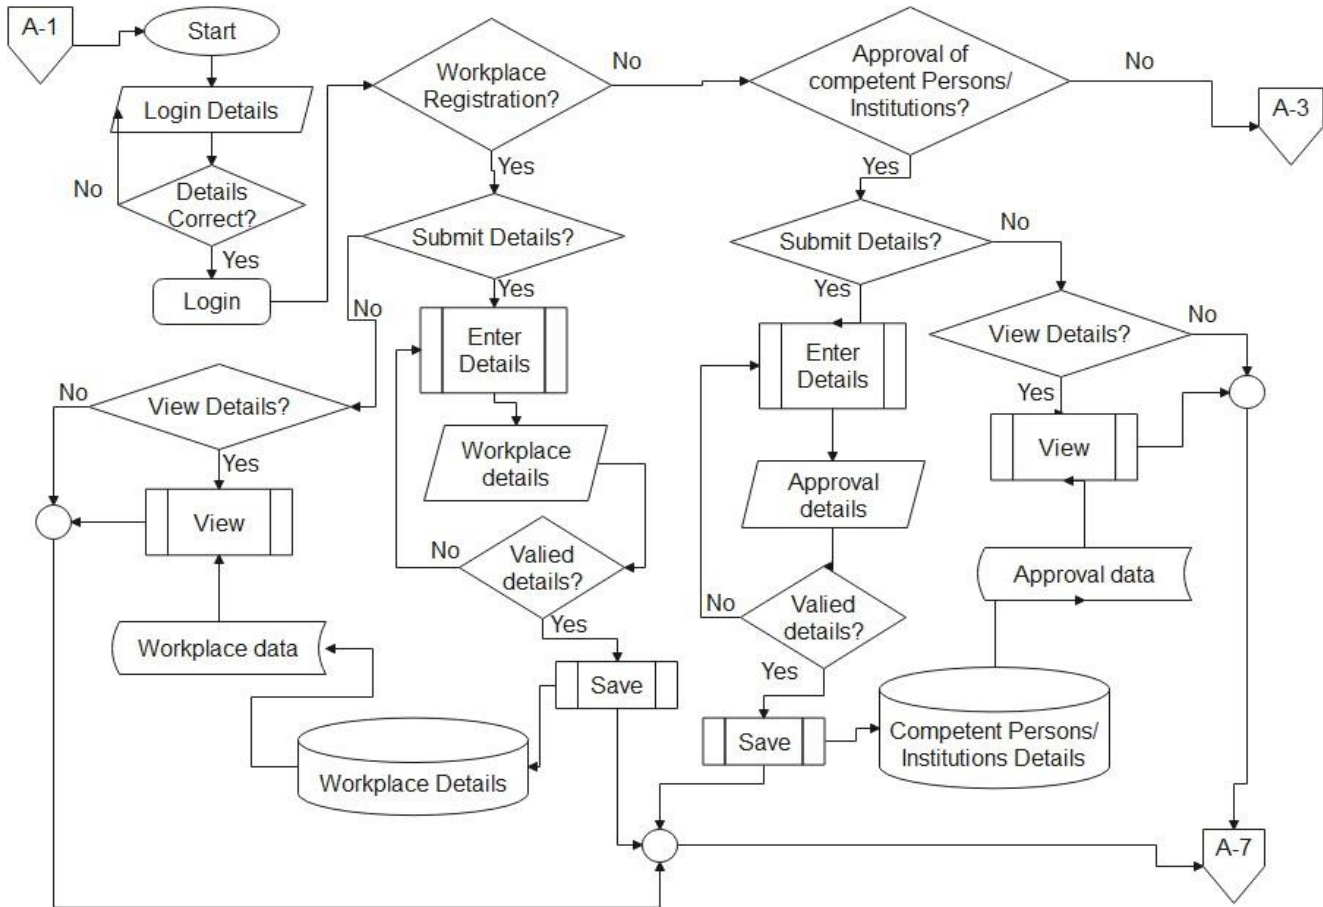 A-1
Start
Login Details
No
Details
Correct?
Yes
Login
Workplace
Registration?
No
Yes
Submit Details?
No
Yes
Enter
Details
Workplace
details
No
Valied
details?
Yes
Save
Workplace Details
Workplace data
View
Yes
View Details?
No
Approval of
competent Persons/
Institutions?
No
A-3
Yes
Submit Details?
No
Yes
Enter
Details
Approval
details
No
Valied
details?
Yes
Save
Competent Persons/
Institutions Details
Approval data
View
Yes
View Details?
No
A-7